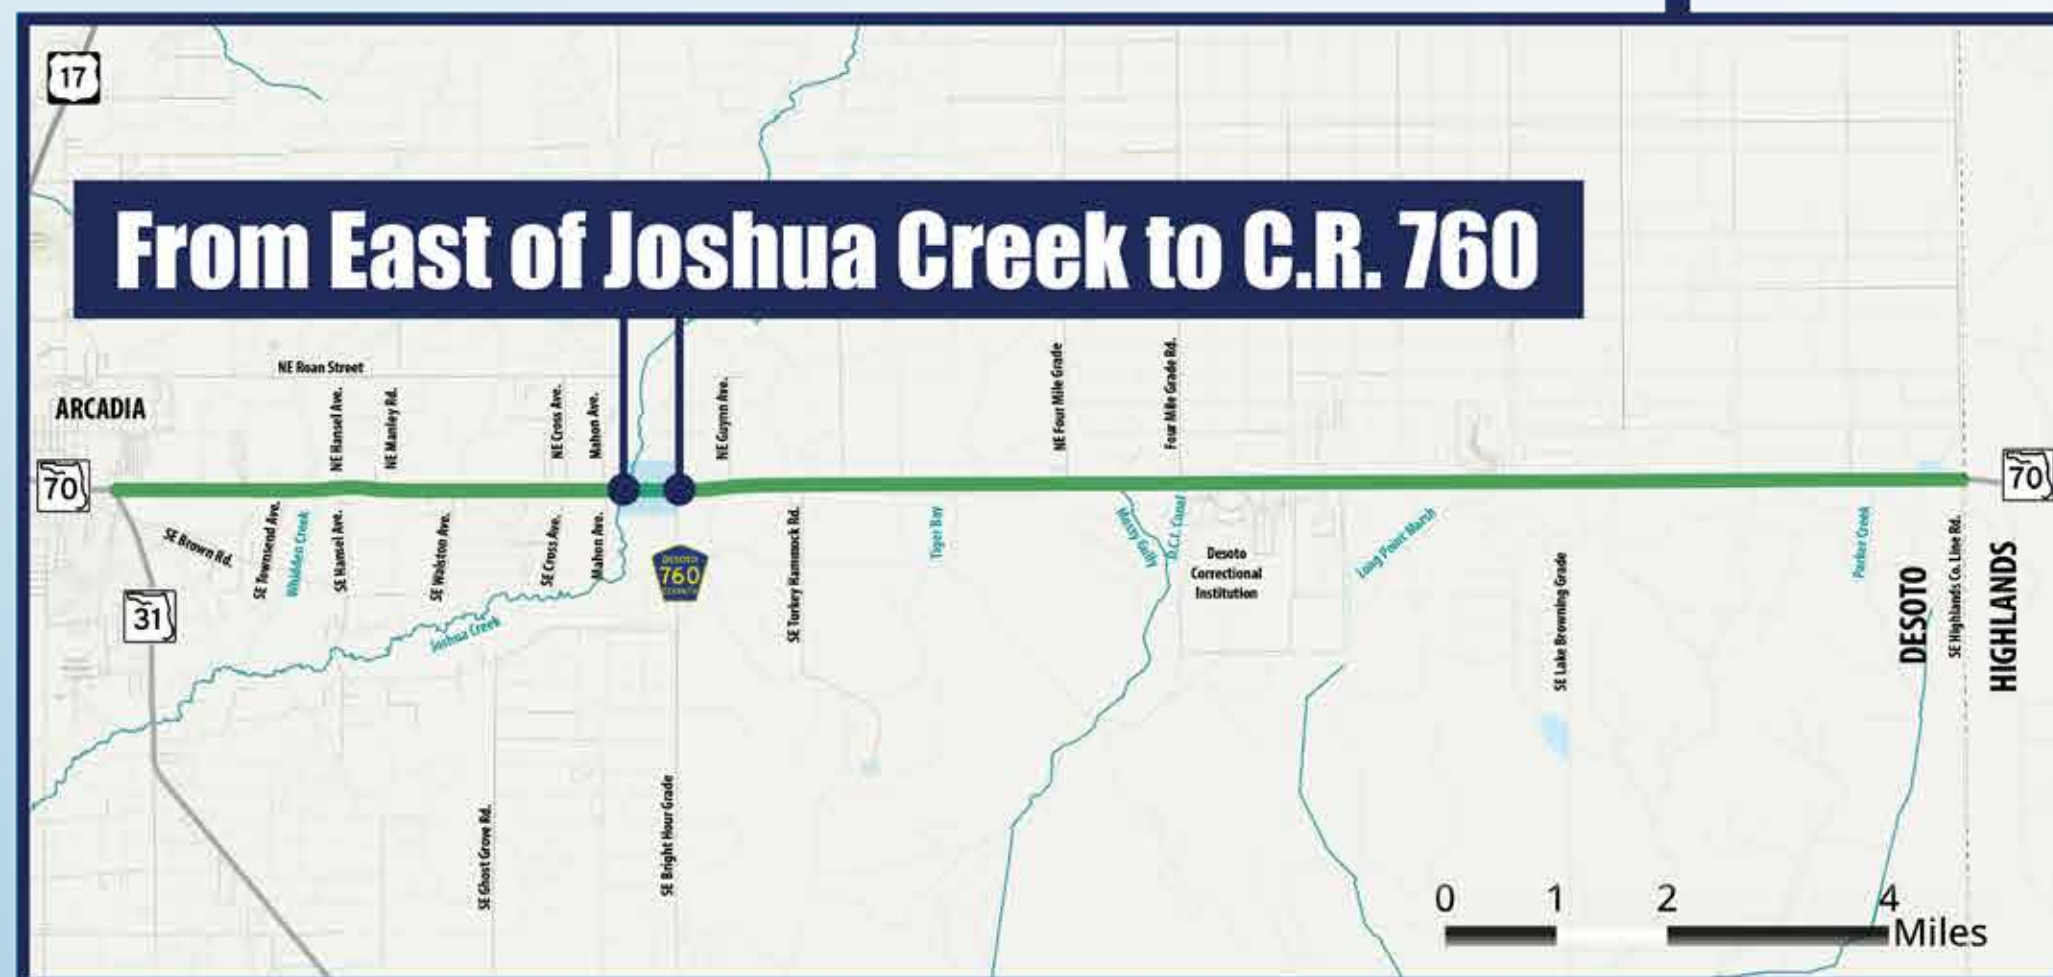 17
From East of Joshua Creek to C.R. 760
NE Roan Street
ARCADIA
NE Hansel Ave.
NE Manley Rd.
NE Cross Ave.
Mahon Ave.
NE Guynn Ave.
NE Four Mile Grade
Four Mile Grade Rd.
70
70
SE Brown Rd.
SE Townsend Ave.
Whidden Creek
SE Hansel Ave.
SE Walston Ave.
SE Cross Ave.
Mahon Ave.
DESOTO
760
COUNTY
SE Turkey Hammock Rd.
Tiger Bay
Mossy Gully
D.C.I. Canal
Desoto
Correctional
Institution
Long Point Marsh
SE Lake Browning Grade
Parker Creek
DESOTO
SE Highlands Co. Line Rd.
HIGHLANDS
31
Joshua Creek
SE Ghost Grove Rd.
SE Bright Hour Grade
0 1 2 4
Miles